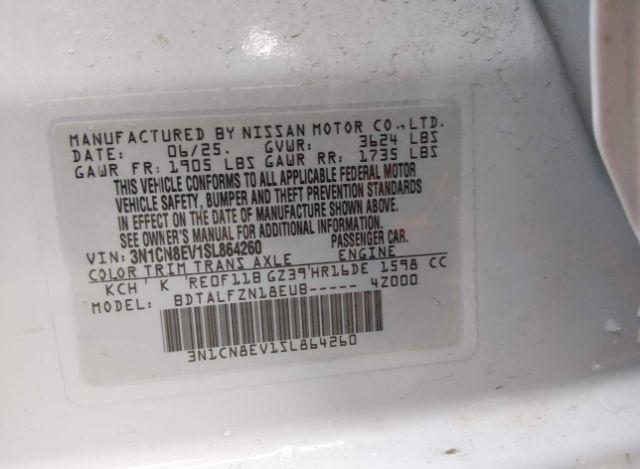 MANUFACTURED BY NISSAN MOTOR CO.,LTD.
DATE: 06/25. GVWR: 3624 LBS
GAWR FR: 1905 LBS GAWR RR: 1735 LBS
THIS VEHICLE CONFORMS TO ALL APPLICABLE FEDERAL MOTOR
VEHICLE SAFETY, BUMPER AND THEFT PREVENTION STANDARDS
IN EFFECT ON THE DATE OF MANUFACTURE SHOWN ABOVE.
SEE OWNER'S MANUAL FOR ADDITIONAL INFORMATION
VIN: 3N1CN8EV1SL864260 PASSENGER CAR.
COLOR TRIM TRANS AXLE ENGINE
KCH K RE0F11B GZ39 HR16DE 1598 CC
MODEL: BDTALFZN18EUB----- 4Z000
3N1CN8EV1SL864260